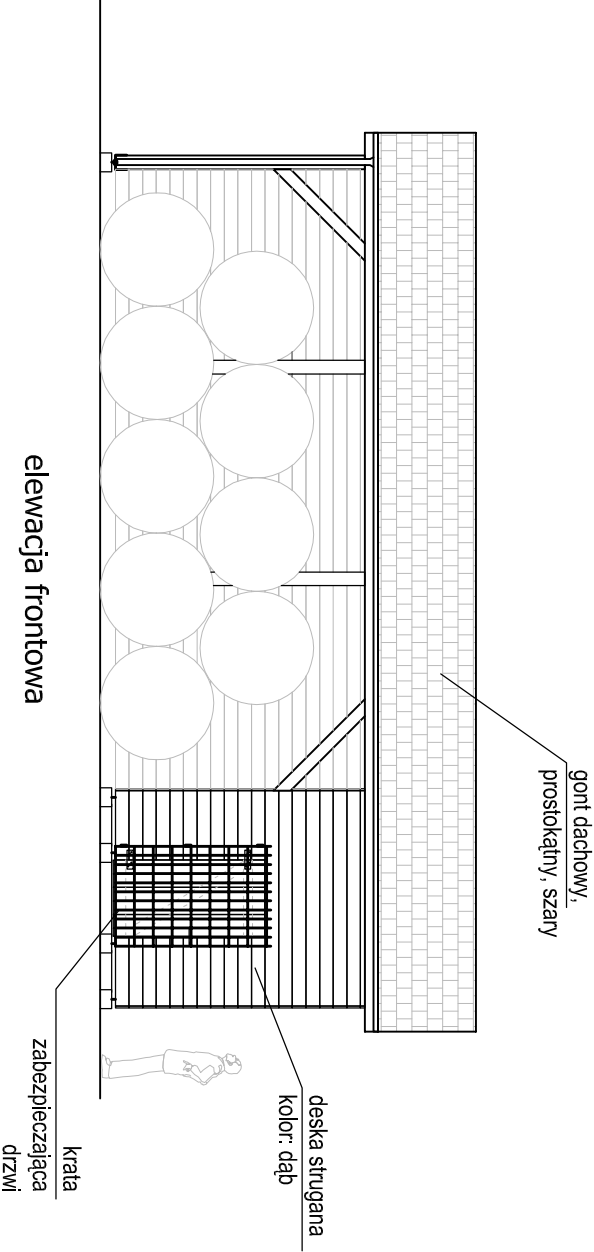 gont dachowy,
prostokątny, szary
deska strugana
kolor: dąb
krata
zabezpieczająca
drzwi
elewacja frontowa